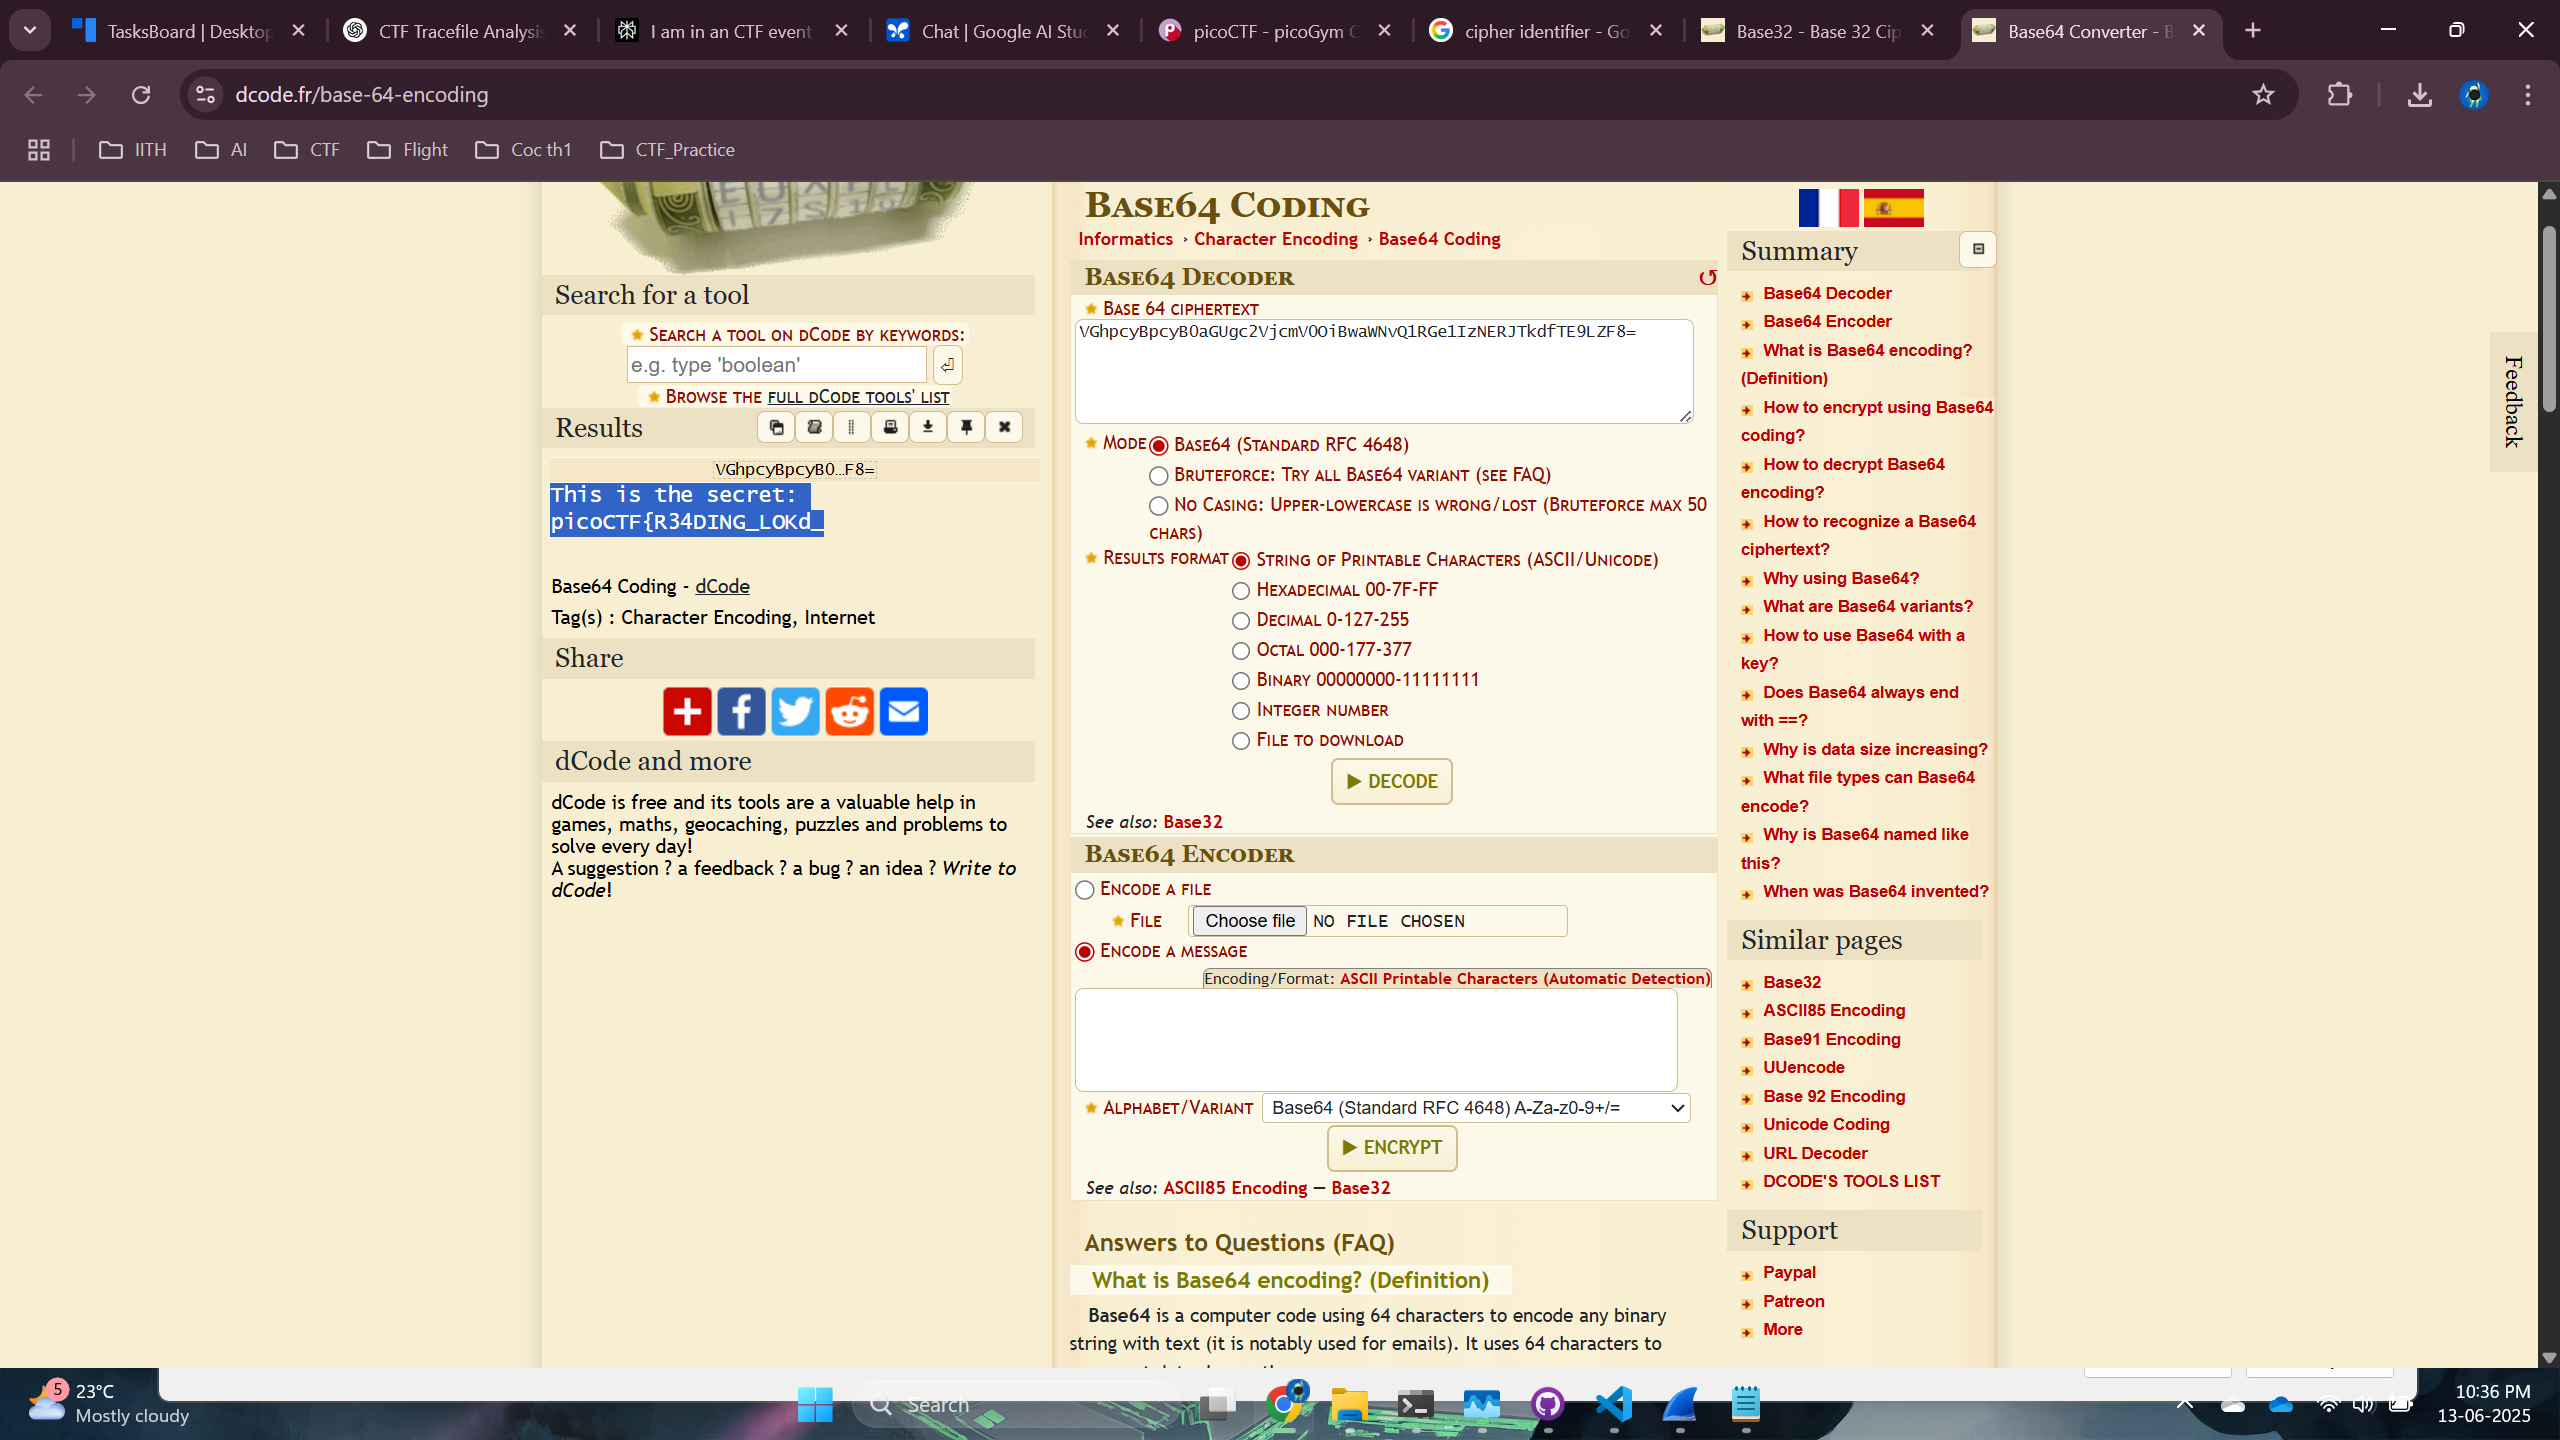 TasksBoard | Desktop
CTF Tracefile Analysis
I am in an CTF event
Chat | Google AI Stu
picoCTF - picoGym C
cipher identifier - Go
Base32 - Base 32 Cip
Base64 Converter - B
dcode.fr/base-64-encoding
IITH
AI
CTF
Flight
Coc th1
CTF_Practice
Search for a tool
Search a tool on dCode by keywords:
e.g. type 'boolean'
Browse the full dCode tools' list
Results
VGhpcyBpcyB0…F8=
This is the secret:
picoCTF{R34DING_LOKd_
Base64 Coding - dCode
Tag(s) : Character Encoding, Internet
Share
dCode and more
dCode is free and its tools are a valuable help in
games, maths, geocaching, puzzles and problems to
solve every day!
A suggestion ? a feedback ? a bug ? an idea ? Write to
dCode!
Base64 Coding
Informatics › Character Encoding › Base64 Coding
Base64 Decoder
Base 64 ciphertext
VGhpcyBpcyB0aGUgc2VjcmV0OiBwaWNvQ1RGe1IzNERJTkdfTE9LZF8=
Mode Base64 (Standard RFC 4648)
Bruteforce: Try all Base64 variant (see FAQ)
No Casing: Upper-lowercase is wrong/lost (Bruteforce max 50
chars)
Results format String of Printable Characters (ASCII/Unicode)
Hexadecimal 00-7F-FF
Decimal 0-127-255
Octal 000-177-377
Binary 00000000-11111111
Integer number
File to download
► DECODE
See also: Base32
Base64 Encoder
Encode a file
File Choose file No file chosen
Encode a message
Encoding/Format: ASCII Printable Characters (Automatic Detection)
Alphabet/Variant Base64 (Standard RFC 4648) A-Za-z0-9+/=
► ENCRYPT
See also: ASCII85 Encoding — Base32
Answers to Questions (FAQ)
What is Base64 encoding? (Definition)
Base64 is a computer code using 64 characters to encode any binary
string with text (it is notably used for emails). It uses 64 characters to
Summary
Base64 Decoder
Base64 Encoder
What is Base64 encoding?
(Definition)
How to encrypt using Base64
coding?
How to decrypt Base64
encoding?
How to recognize a Base64
ciphertext?
Why using Base64?
What are Base64 variants?
How to use Base64 with a
key?
Does Base64 always end
with ==?
Why is data size increasing?
What file types can Base64
encode?
Why is Base64 named like
this?
When was Base64 invented?
Similar pages
Base32
ASCII85 Encoding
Base91 Encoding
UUencode
Base 92 Encoding
Unicode Coding
URL Decoder
DCODE'S TOOLS LIST
Support
Paypal
Patreon
More
Feedback
5
23°C
Mostly cloudy
Search
10:36 PM
13-06-2025